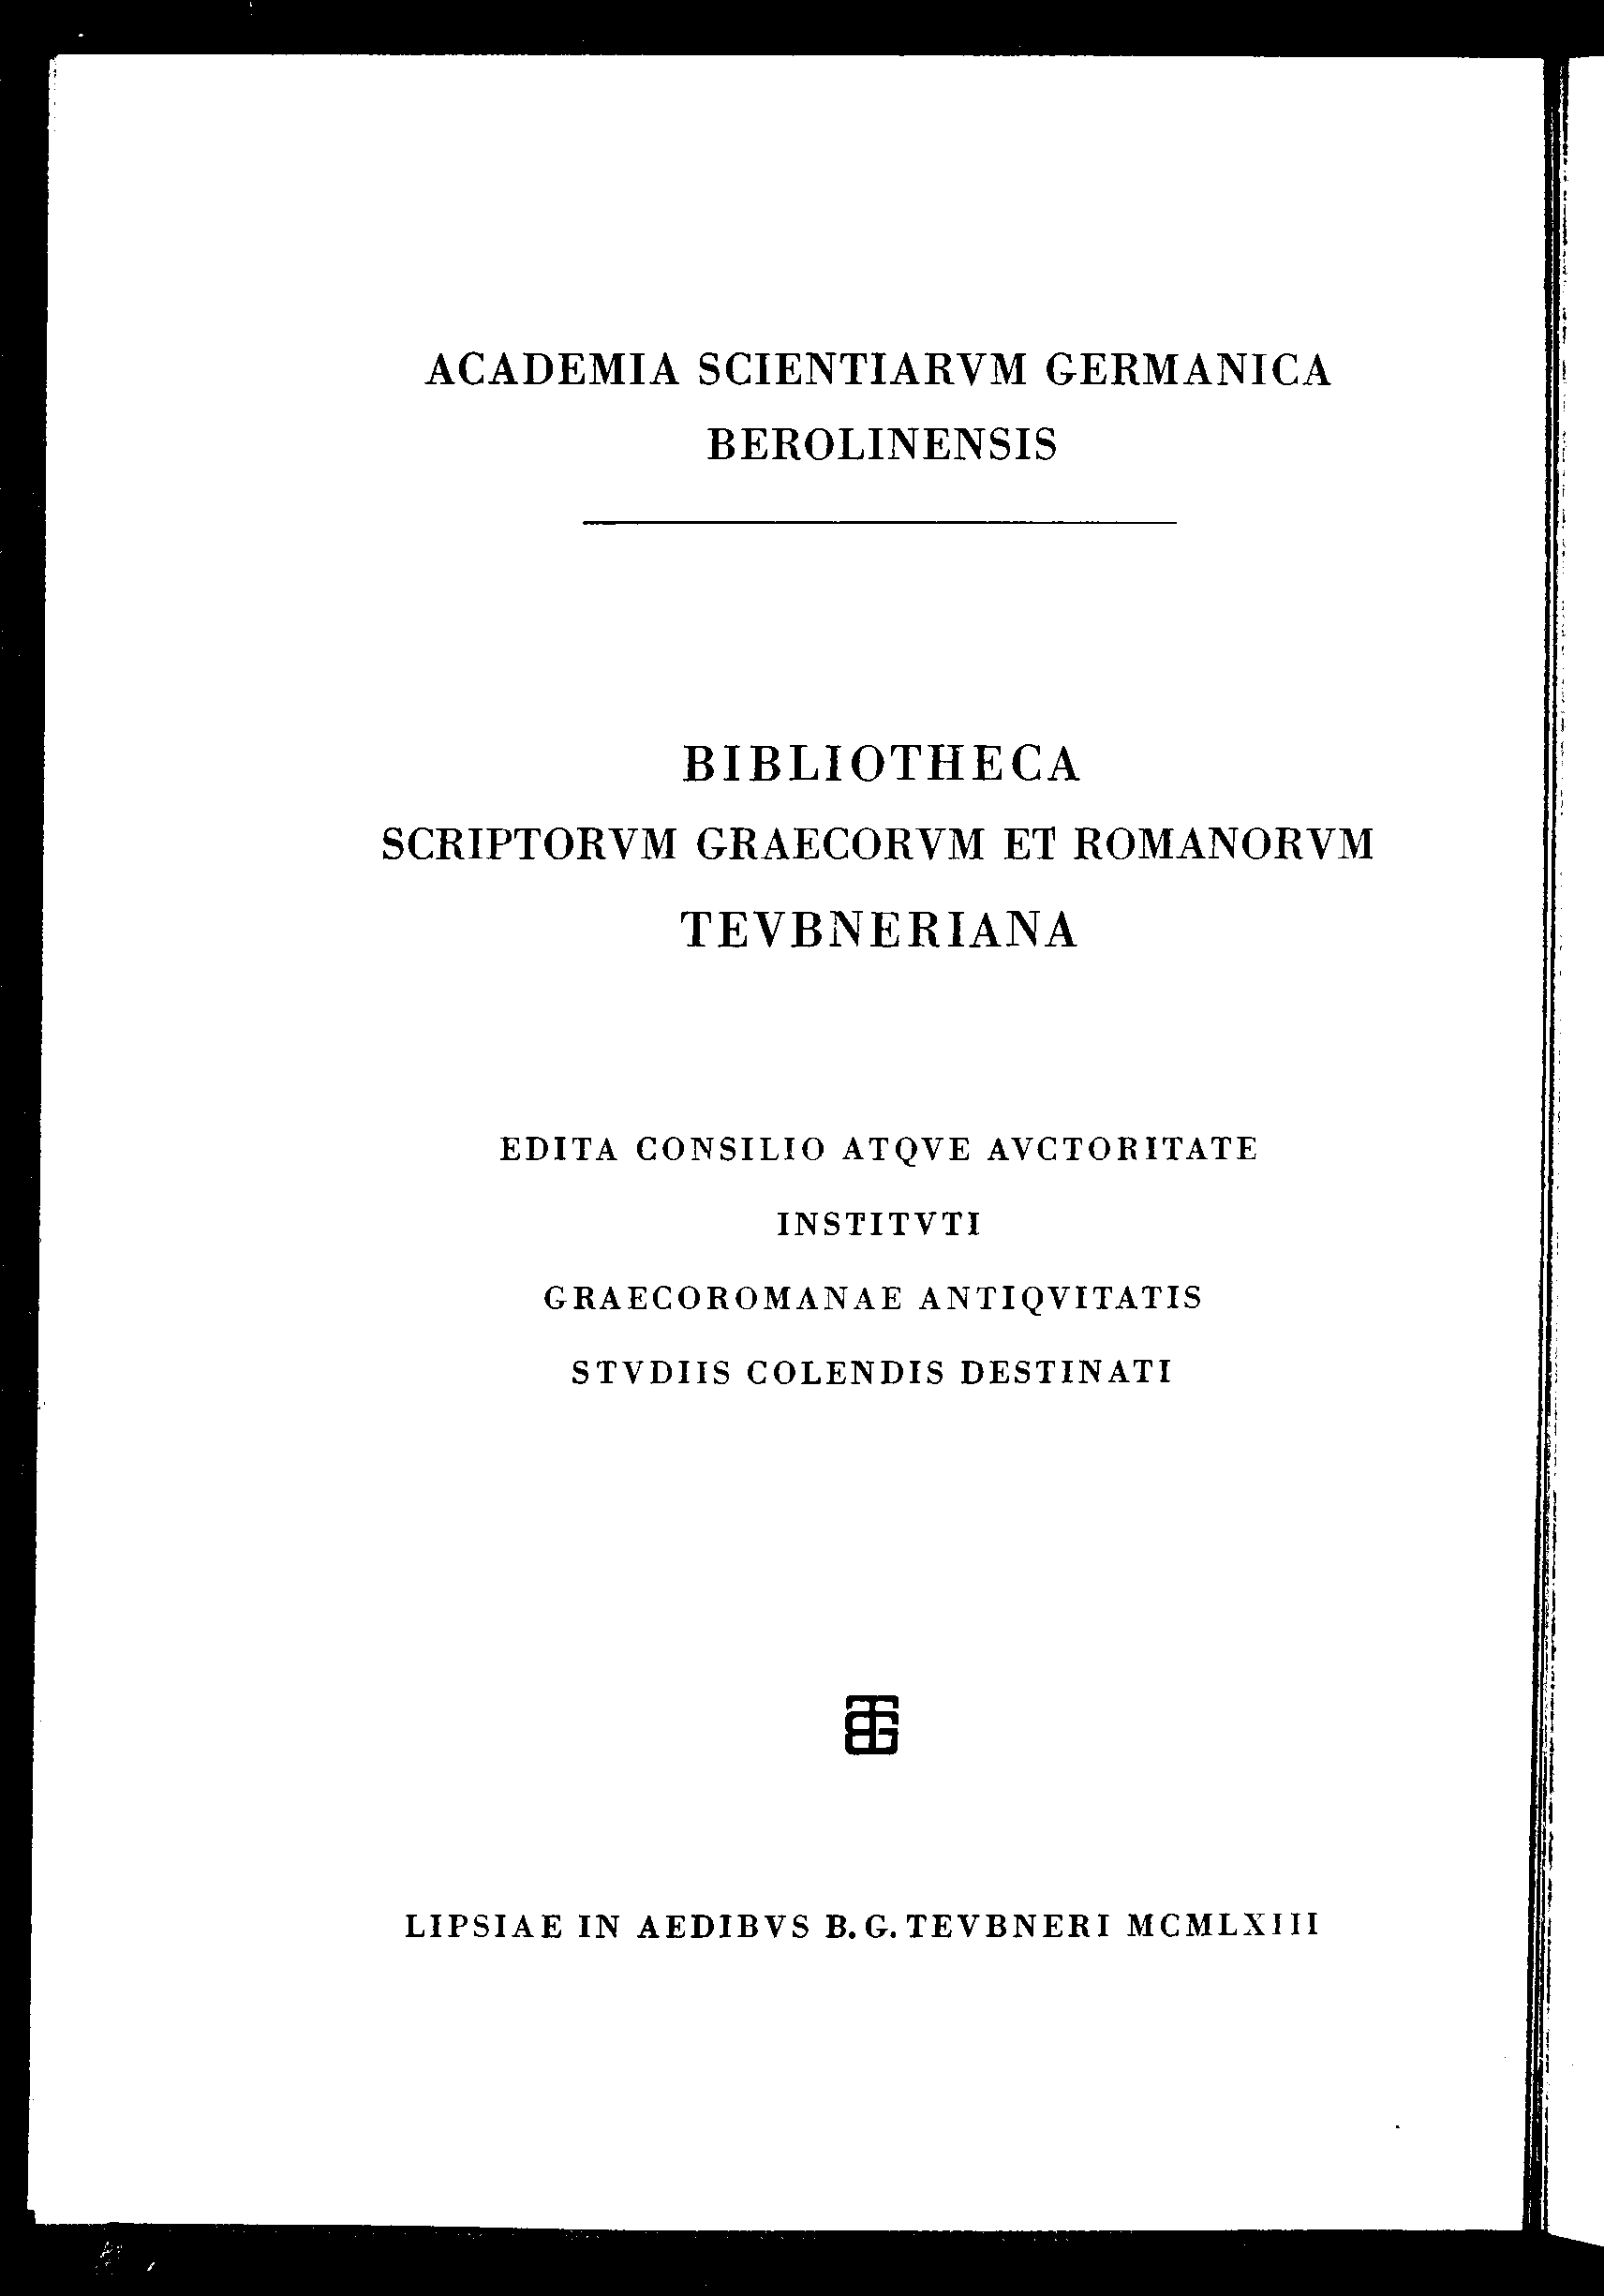 ACADEMIA SCIENTIARVM GERMANICA
BEROLINENSIS
BIBLIOTHECA
SCRIPTORVM GRAECORVM ET ROMANORVM
TEVBNERIANA
EDITA CONSILIO ATQVE AVCTORITATE
INSTITVTI
GRAECOROMANAE ANTIQVITATIS
STVDIIS COLENDIS DESTINATI
LIPSIAE IN AEDIBVS B. G. TEVBNERI MCMLXIII